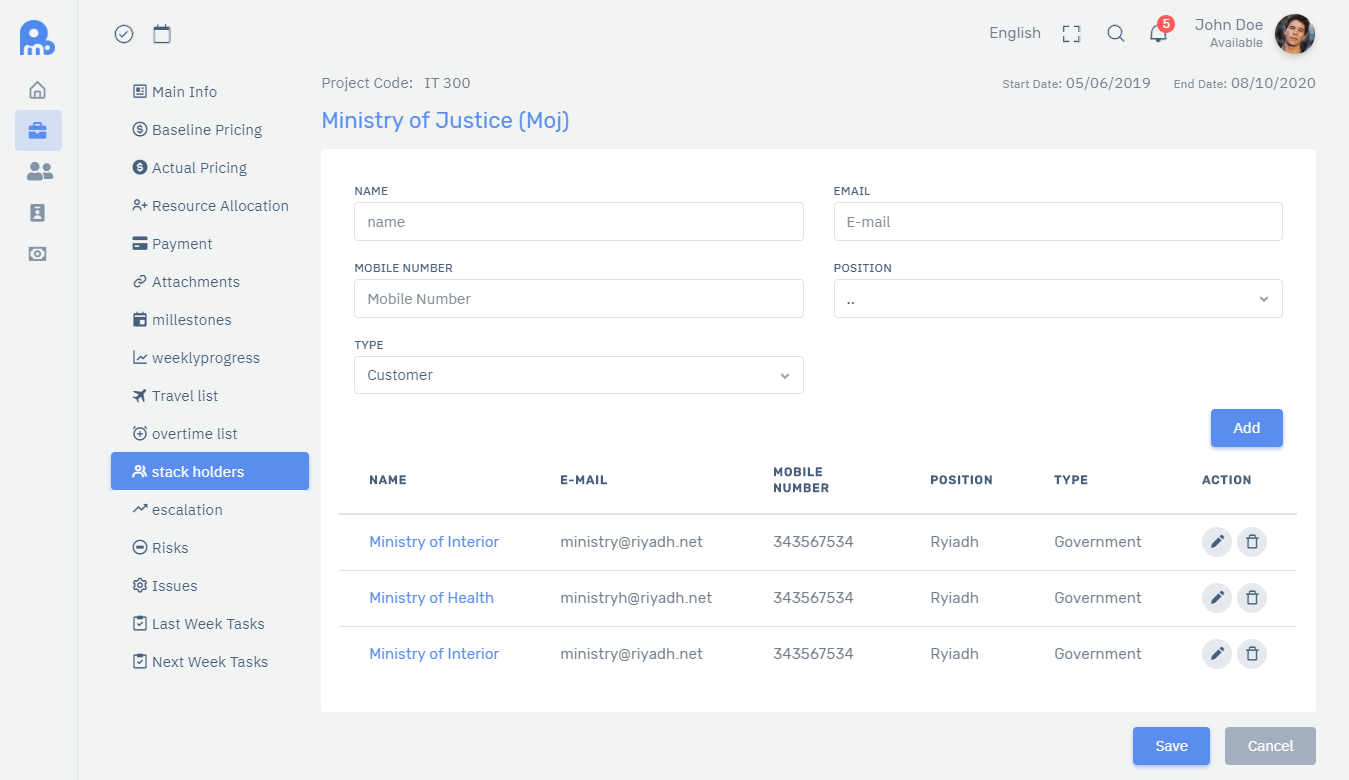 English
5
John Doe
Available
Main Info
Baseline Pricing
Actual Pricing
Resource Allocation
Payment
Attachments
millestones
weeklyprogress
Travel list
overtime list
stack holders
escalation
Risks
Issues
Last Week Tasks
Next Week Tasks
Project Code: IT 300
Start Date: 05/06/2019 End Date: 08/10/2020
Ministry of Justice (Moj)
NAME EMAIL
name E-mail
MOBILE NUMBER POSITION
Mobile Number ..
TYPE
Customer
Add
NAME E-MAIL MOBILE NUMBER POSITION TYPE ACTION
Ministry of Interior ministry@riyadh.net 343567534 Ryiadh Government
Ministry of Health ministryh@riyadh.net 343567534 Ryiadh Government
Ministry of Interior ministry@riyadh.net 343567534 Ryiadh Government
Save Cancel